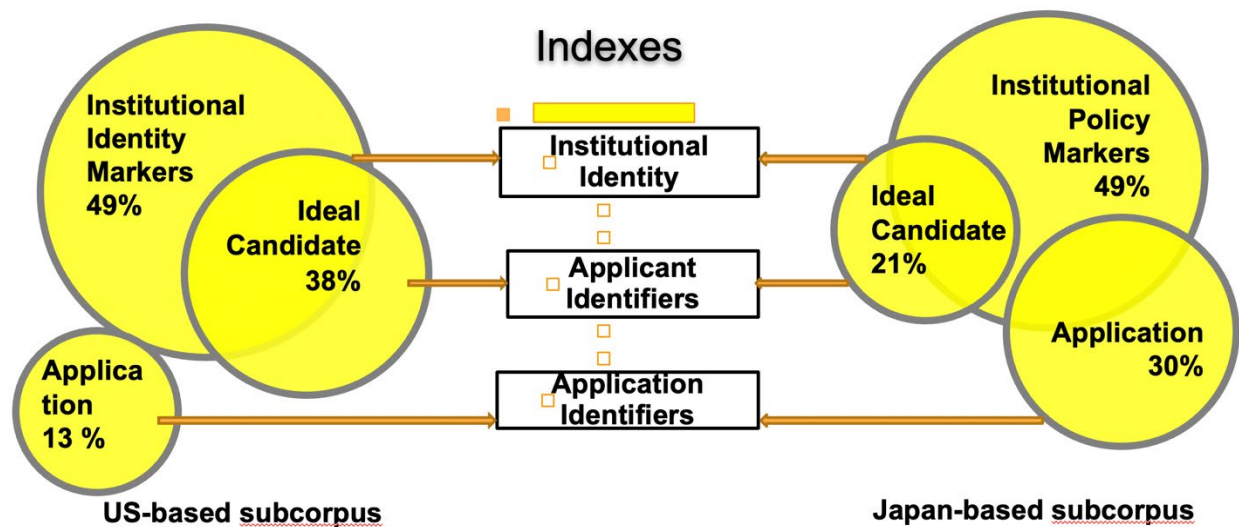 Indexes
Institutional
Identity
Markers
49%
Ideal
Candidate
38%
Applica
tion
13 %
US-based subcorpus
Institutional
Identity
Applicant
Identifiers
Application
Identifiers
Institutional
Policy
Markers
49%
Ideal
Candidate
21%
Application
30%
Japan-based subcorpus